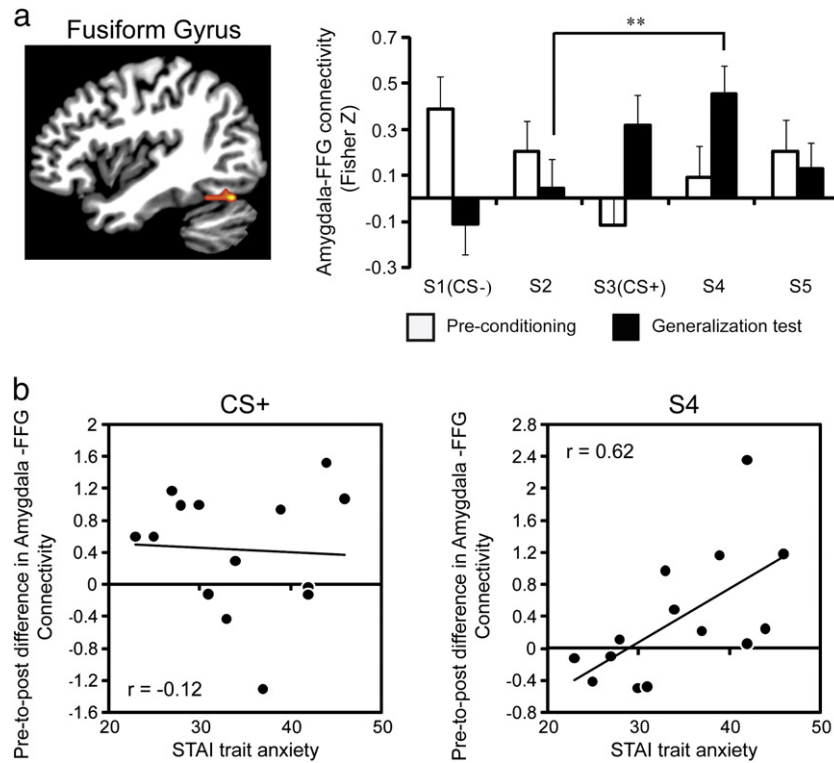 a
Fusiform Gyrus
Amygdala-FFG connectivity
(Fisher Z)
0.7
0.5
0.3
0.1
-0.1
-0.3
**
S1(CS-) S2 S3(CS+) S4 S5
Pre-conditioning Generalization test
b
CS+
Pre-to-post difference in Amygdala -FFG
Connectivity
2
1.6
1.2
0.8
0.4
0
-0.4
-0.8
-1.2
-1.6
r = -0.12
20 30 40 50
STAI trait anxiety
S4
Pre-to-post difference in Amygdala -FFG
Connectivity
2.8
2.4
2
1.6
1.2
0.8
0.4
0
-0.4
-0.8
r = 0.62
20 30 40 50
STAI trait anxiety